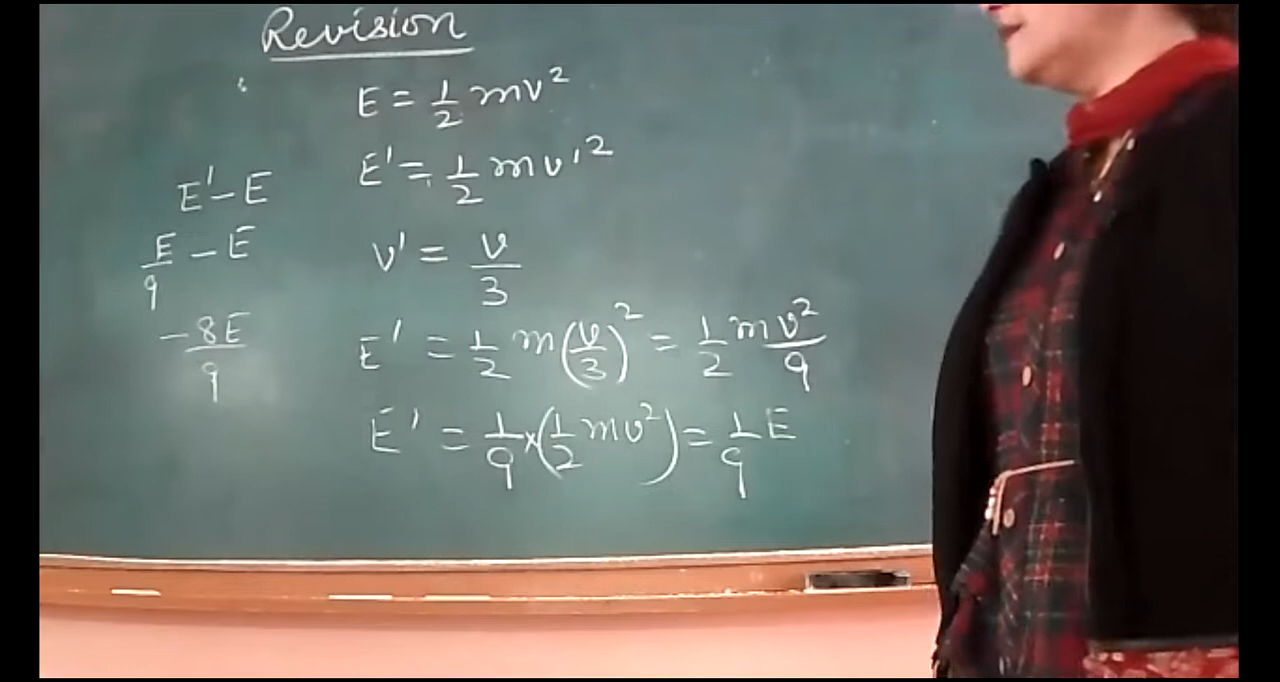 Revision
E = 1/2 mv²
E' = 1/2 mv'²
v' = v/3
E' = 1/2 m(v/3)² = 1/2 m v²/9
E' = 1/9 × (1/2 mv²) = 1/9 E
E' - E
E/9 - E
-8E/9